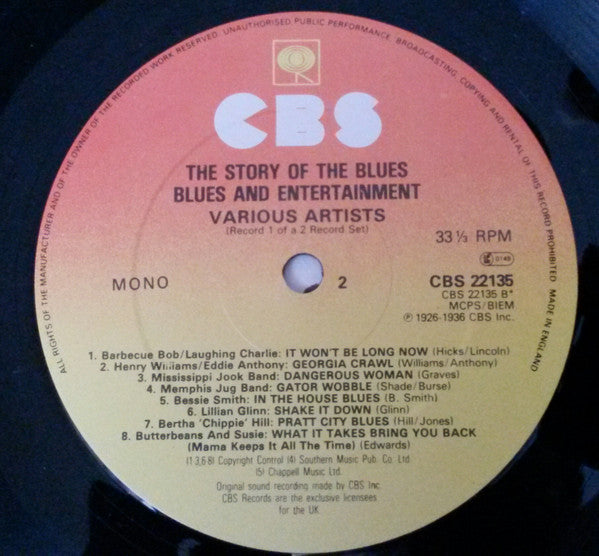 ALL RIGHTS OF THE MANUFACTURER AND OF THE OWNER OF THE RECORDED WORK RESERVED. UNAUTHORISED PUBLIC PERFORMANCE, BROADCASTING, COPYING AND RENTAL OF THIS RECORD PROHIBITED. MADE IN ENGLAND
CBS
THE STORY OF THE BLUES
BLUES AND ENTERTAINMENT
VARIOUS ARTISTS
(Record 1 of a 2 Record Set)
33 ⅓ RPM
MONO
2
CBS 22135
CBS 22135 B*
MCPS/BIEM
℗ 1926-1936 CBS Inc.
1. Barbecue Bob/Laughing Charlie: IT WON'T BE LONG NOW (Hicks/Lincoln)
2. Henry Williams/Eddie Anthony: GEORGIA CRAWL (Williams/Anthony)
3. Mississippi Jook Band: DANGEROUS WOMAN (Graves)
4. Memphis Jug Band: GATOR WOBBLE (Shade/Burse)
5. Bessie Smith: IN THE HOUSE BLUES (B. Smith)
6. Lillian Glinn: SHAKE IT DOWN (Glinn)
7. Bertha 'Chippie' Hill: PRATT CITY BLUES (Hill/Jones)
8. Butterbeans And Susie: WHAT IT TAKES BRING YOU BACK
(Mama Keeps It All The Time) (Edwards)
(1 3,6 8) Copyright Control (4) Southern Music Pub. Co. Ltd.
(5) Chappell Music Ltd.
Original sound recording made by CBS Inc.
CBS Records are the exclusive licensees
for the UK